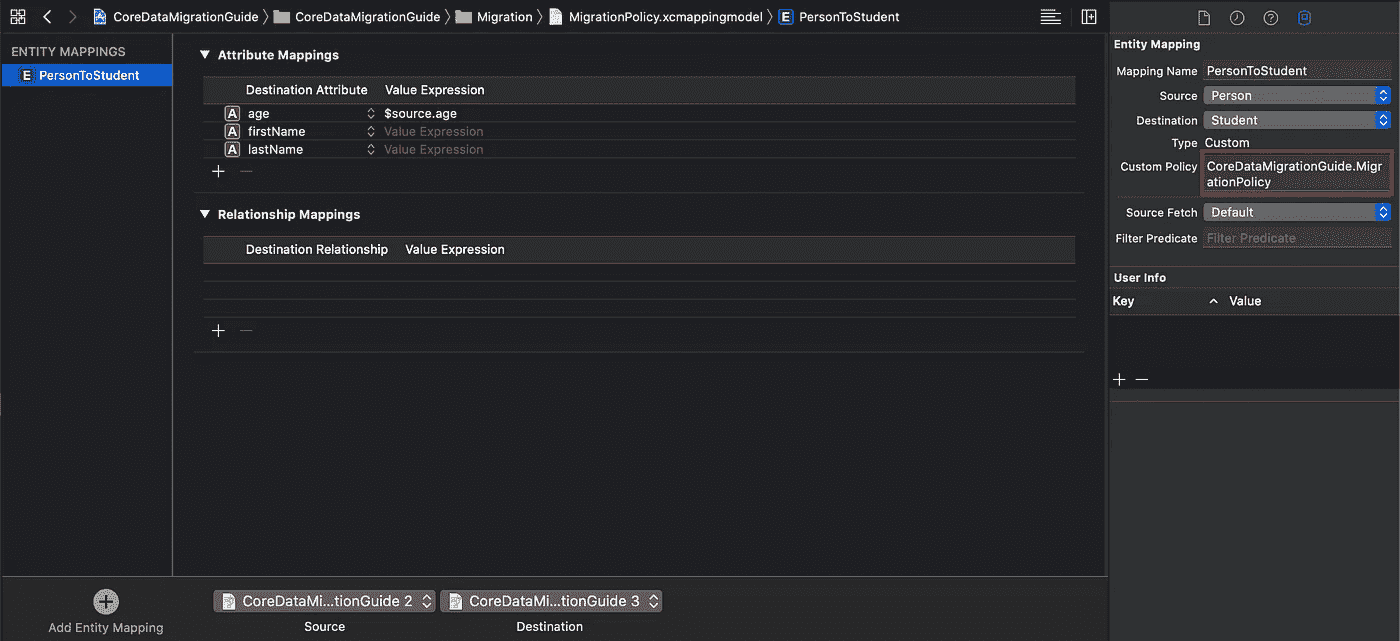 CoreDataMigrationGuide 〉 CoreDataMigrationGuide 〉 Migration 〉 MigrationPolicy.xcmappingmodel 〉 E PersonToStudent
ENTITY MAPPINGS
E PersonToStudent
Attribute Mappings
Destination Attribute Value Expression
A age $source.age
A firstName Value Expression
A lastName Value Expression
Relationship Mappings
Destination Relationship Value Expression
Add Entity Mapping
CoreDataMi...tionGuide 2
Source
CoreDataMi...tionGuide 3
Destination
Entity Mapping
Mapping Name PersonToStudent
Source Person
Destination Student
Type Custom
Custom Policy CoreDataMigrationGuide.Migr
ationPolicy
Source Fetch Default
Filter Predicate Filter Predicate
User Info
Key Value